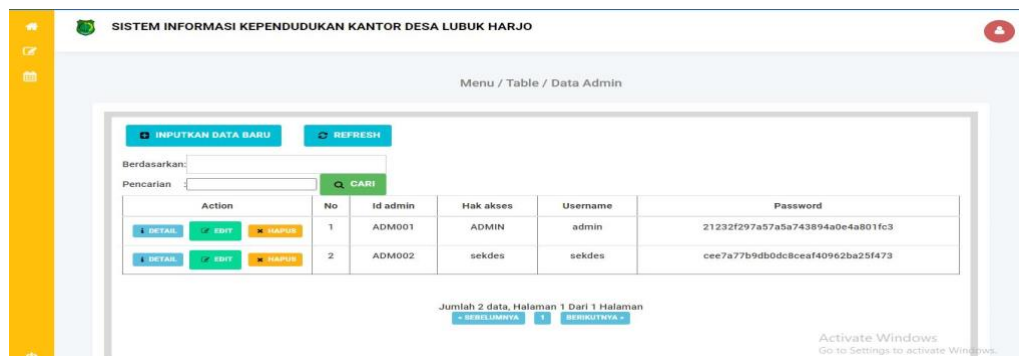 SISTEM INFORMASI KEPENDUDUKAN KANTOR DESA LUBUK HARJO
Menu / Table / Data Admin
INPUTKAN DATA BARU REFRESH
Berdasarkan:
Pencarian : CARI
Action No Id admin Hak akses Username Password
DETAIL EDIT HAPUS 1 ADM001 ADMIN admin 21232f297a57a5a743894a0e4a801fc3
DETAIL EDIT HAPUS 2 ADM002 sekdes sekdes cee7a77b9db0dc8ceaf40962ba25f473
Jumlah 2 data, Halaman 1 Dari 1 Halaman
« SEBELUMNYA 1 BERIKUTNYA »
Activate Windows
Go to Settings to activate Windows.